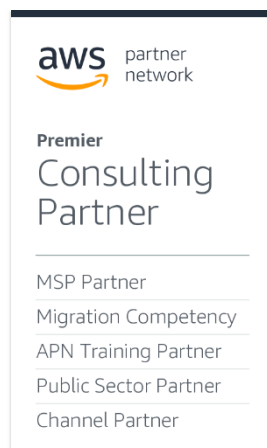 aws partner
network
Premier
Consulting
Partner
MSP Partner
Migration Competency
APN Training Partner
Public Sector Partner
Channel Partner